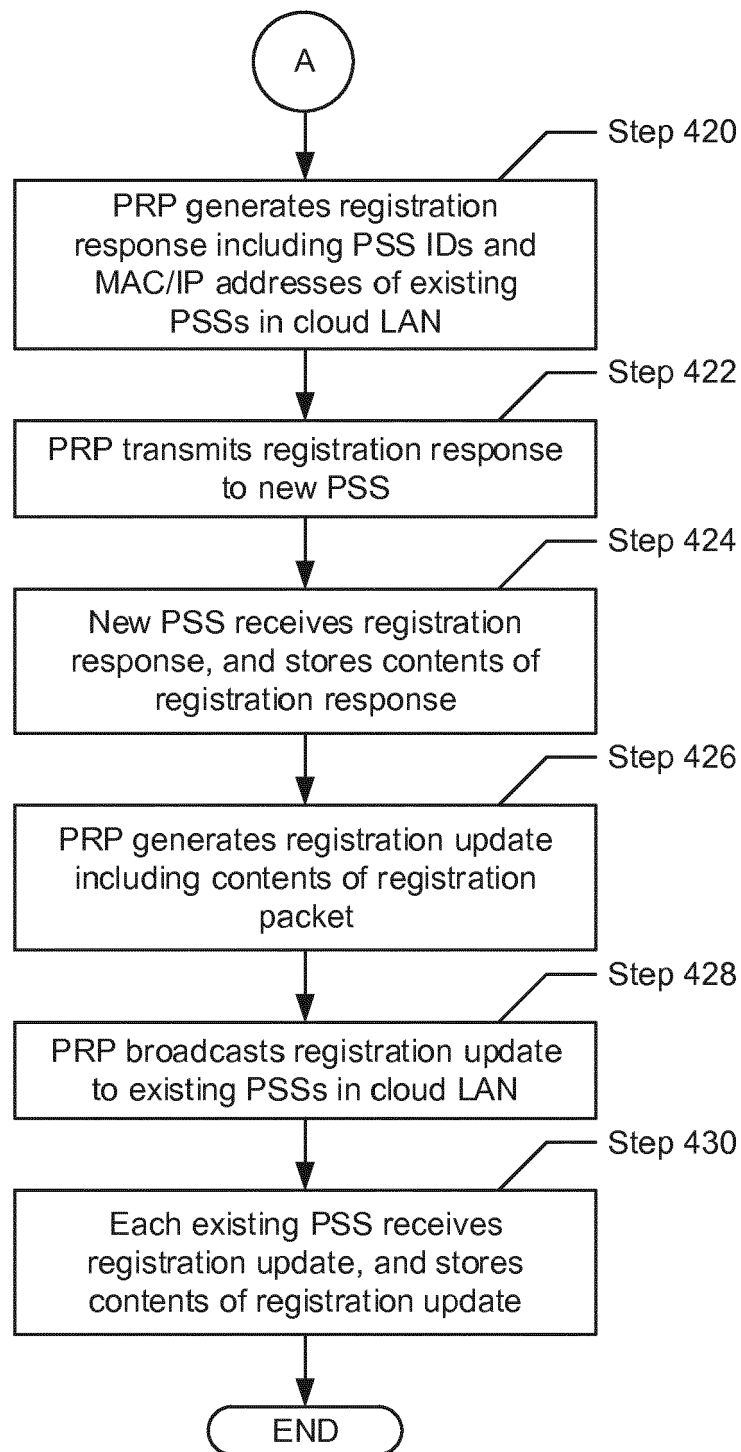 A
Step 420
PRP generates registration
response including PSS IDs and
MAC/IP addresses of existing
PSSs in cloud LAN
Step 422
PRP transmits registration response
to new PSS
Step 424
New PSS receives registration
response, and stores contents of
registration response
Step 426
PRP generates registration update
including contents of registration
packet
Step 428
PRP broadcasts registration update
to existing PSSs in cloud LAN
Step 430
Each existing PSS receives
registration update, and stores
contents of registration update
END